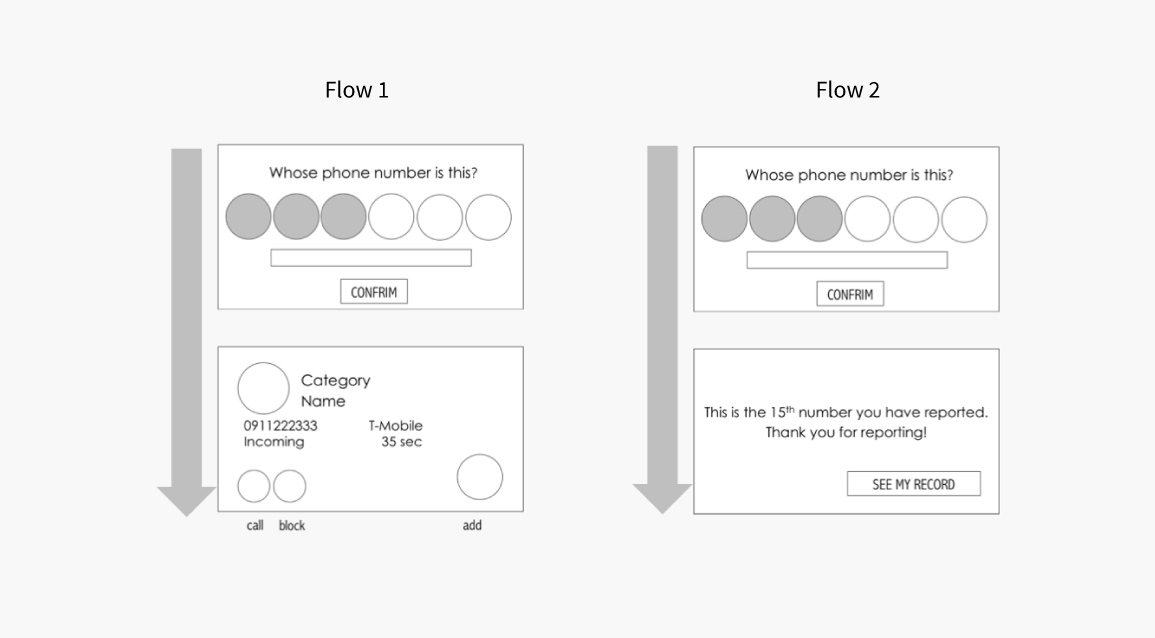 Flow 1
Whose phone number is this?
CONFRIM
Category
Name
0911222333 T-Mobile
Incoming 35 sec
call block add
Flow 2
Whose phone number is this?
CONFRIM
This is the 15th number you have reported.
Thank you for reporting!
SEE MY RECORD